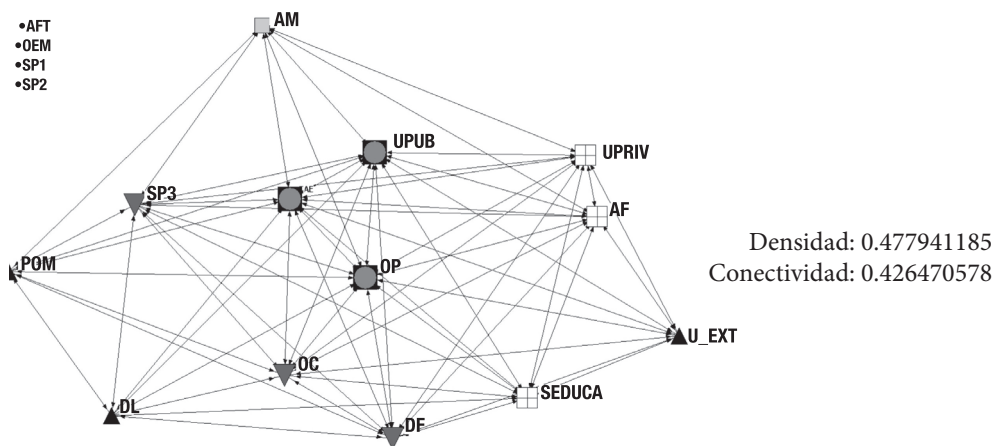 •AFT
•OEM
•SP1
•SP2
AM
UPUB
UPRIV
SP3
AE
AF
POM
OP
U_EXT
OC
SEDUCA
DL
DF
Densidad: 0.477941185
Conectividad: 0.426470578